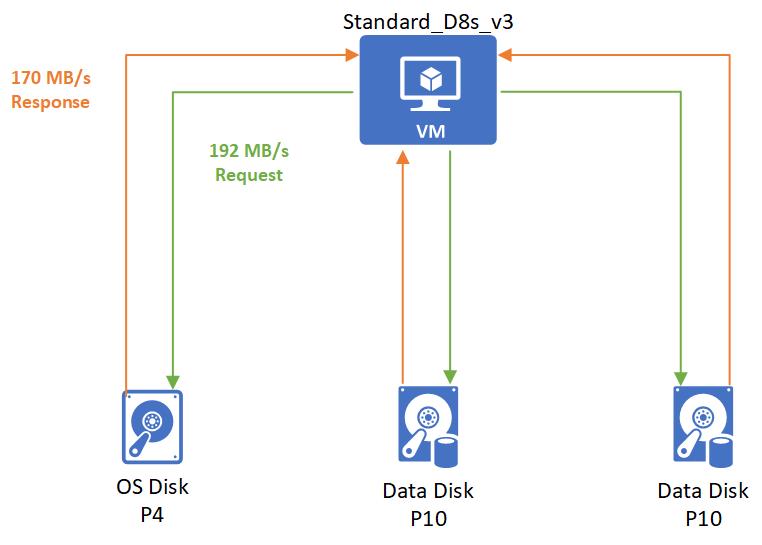 Standard_D8s_v3
170 MB/s
Response
VM
192 MB/s
Request
OS Disk
P4
Data Disk
P10
Data Disk
P10